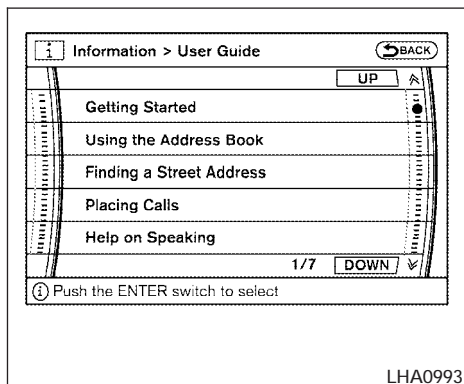 i Information > User Guide BACK
UP
Getting Started
Using the Address Book
Finding a Street Address
Placing Calls
Help on Speaking
1/7 DOWN
i Push the ENTER switch to select
LHA0993